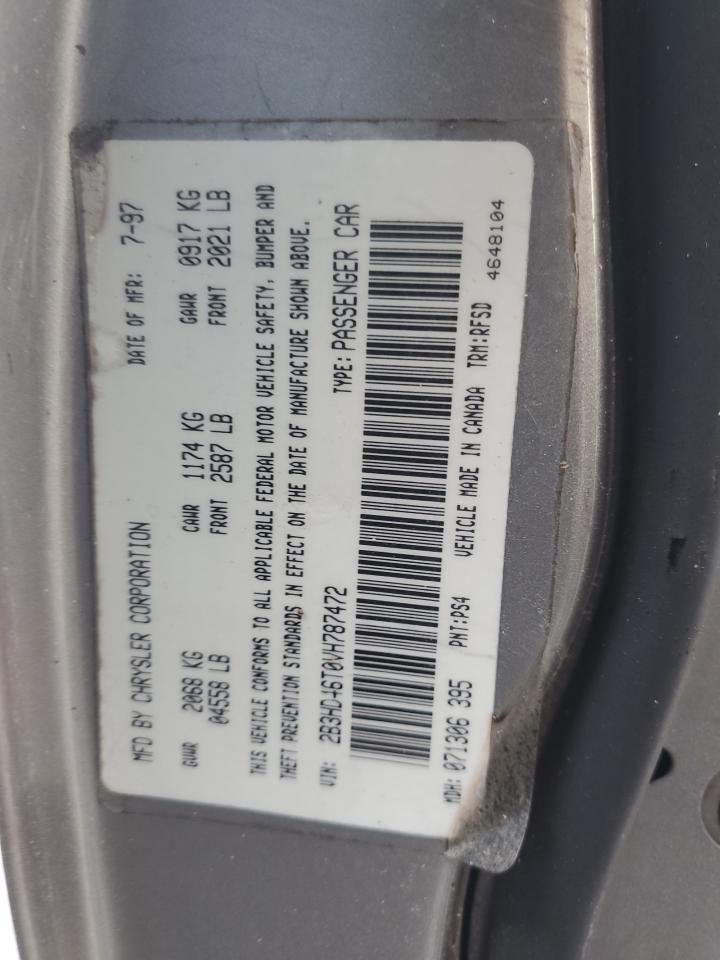 MFD BY CHRYSLER CORPORATION DATE OF MFR: 7-97
GVWR 2068 KG GAWR 1174 KG GAWR 0917 KG
04558 LB FRONT 2587 LB FRONT 2021 LB
THIS VEHICLE CONFORMS TO ALL APPLICABLE FEDERAL MOTOR VEHICLE SAFETY, BUMPER AND
THEFT PREVENTION STANDARDS IN EFFECT ON THE DATE OF MANUFACTURE SHOWN ABOVE.
VIN: 2B3HD46T0VH787472 TYPE: PASSENGER CAR
MDH: 071306 395 PNT:PS4 VEHICLE MADE IN CANADA TRM:RFSD
4648104